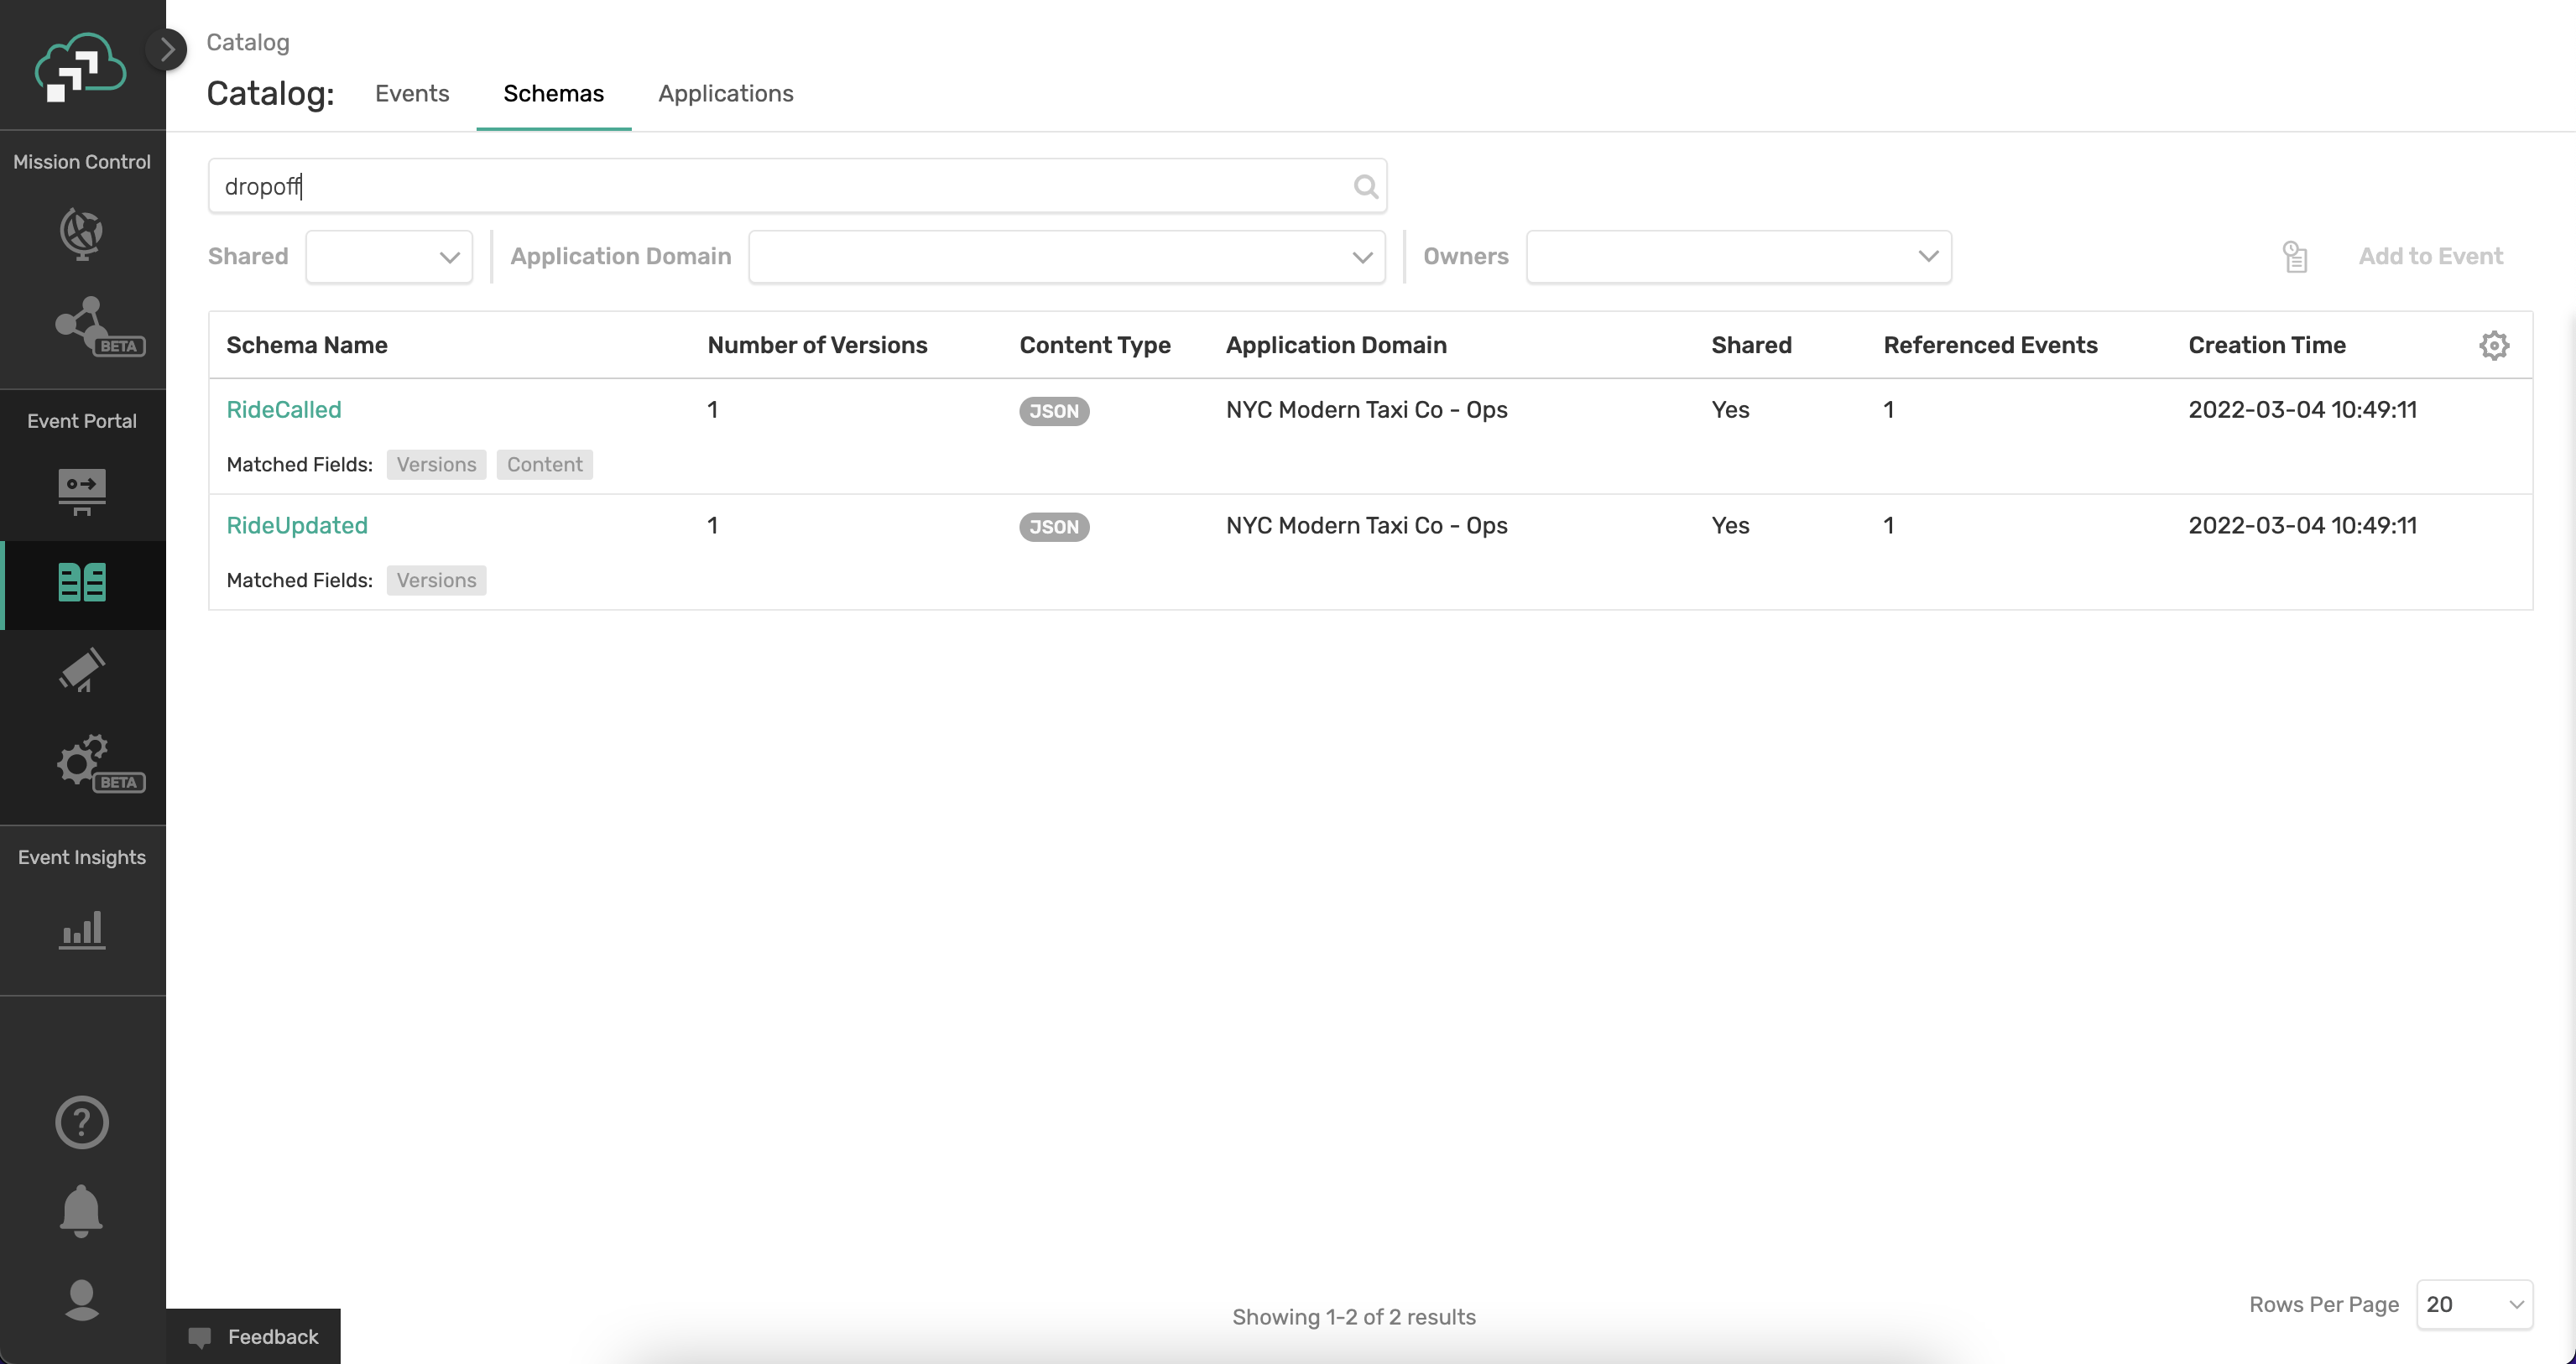 Catalog
Catalog: Events Schemas Applications
Mission Control
dropoff
Shared Application Domain Owners Add to Event
BETA
Schema Name Number of Versions Content Type Application Domain Shared Referenced Events Creation Time
RideCalled 1 JSON NYC Modern Taxi Co - Ops Yes 1 2022-03-04 10:49:11
Event Portal
Matched Fields: Versions Content
RideUpdated 1 JSON NYC Modern Taxi Co - Ops Yes 1 2022-03-04 10:49:11
Matched Fields: Versions
BETA
Event Insights
Rows Per Page 20
Showing 1-2 of 2 results
Feedback